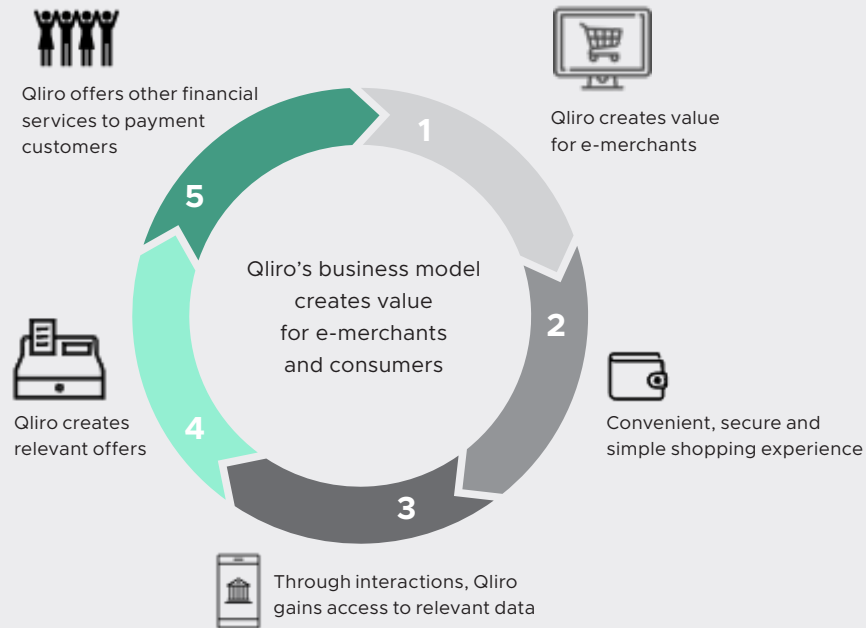 Qliro offers other financial
services to payment
customers
1
Qliro creates value
for e-merchants
5
Qliro’s business model
creates value
for e-merchants
and consumers
2
Qliro creates
relevant offers
4
Convenient, secure and
simple shopping experience
3
Through interactions, Qliro
gains access to relevant data